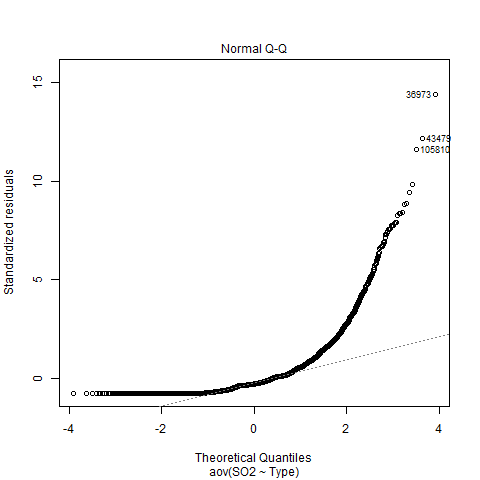 Normal Q-Q
Standardized residuals
15
10
5
0
36973
43479
105810
-4 -2 0 2 4
Theoretical Quantiles
aov(SO2 ~ Type)